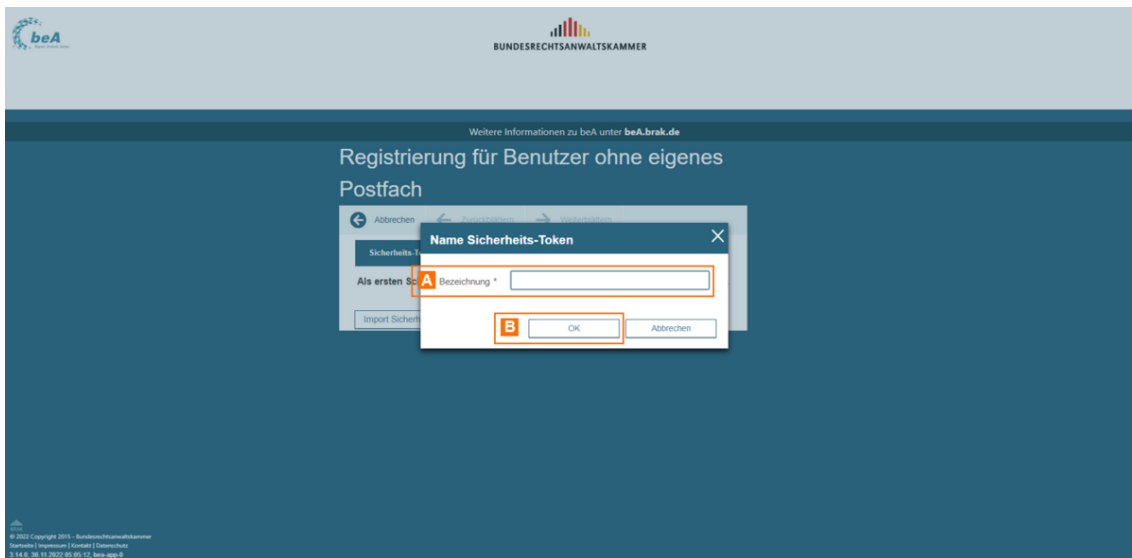 beA
BUNDESRECHTSANWALTSKAMMER
Weitere Informationen zu beA unter beA.brak.de
Registrierung für Benutzer ohne eigenes
Postfach
Abbrechen Zurückblättern Weiterblättern
Name Sicherheits-Token
Sicherheits-T
Als ersten Sc
A Bezeichnung *
Import Sicherh
B OK Abbrechen
© 2022 Copyright 2015 - Bundesrechtsanwaltskammer
Startseite | Impressum | Kontakt | Datenschutz
3.14.0, 30.11.2022 05:05:12, bea-app-0